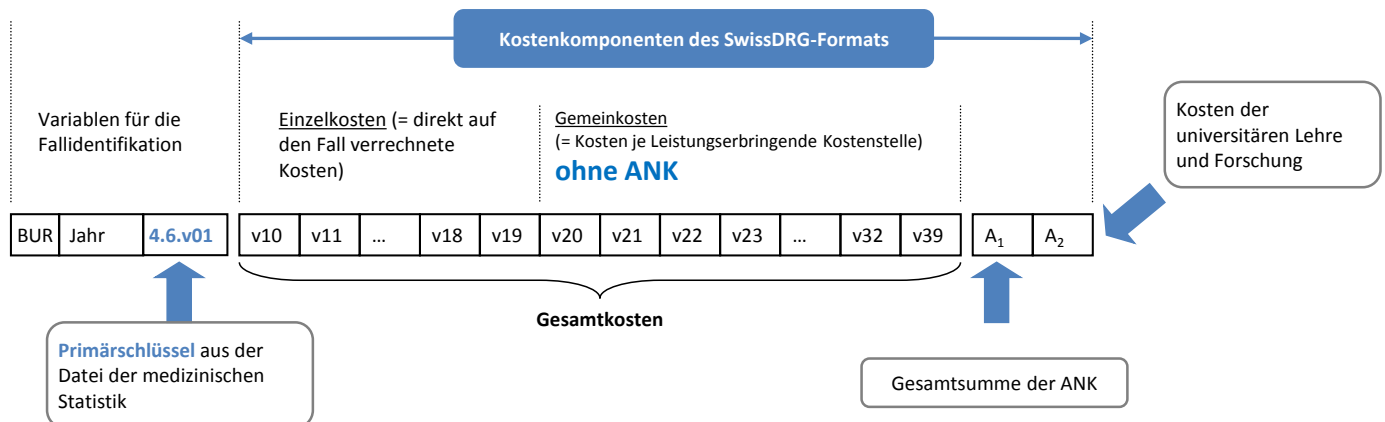 Kostenkomponenten des SwissDRG-Formats
Variablen für die
Fallidentifikation
Einzelkosten (= direkt auf
den Fall verrechnete
Kosten)
Gemeinkosten
(= Kosten je Leistungserbringende Kostenstelle)
ohne ANK
Kosten der
universitären Lehre
und Forschung
BUR Jahr 4.6.v01 v10 v11 ... v18 v19 v20 v21 v22 v23 ... v32 v39 A1 A2
Gesamtkosten
Primärschlüssel aus der
Datei der medizinischen
Statistik
Gesamtsumme der ANK